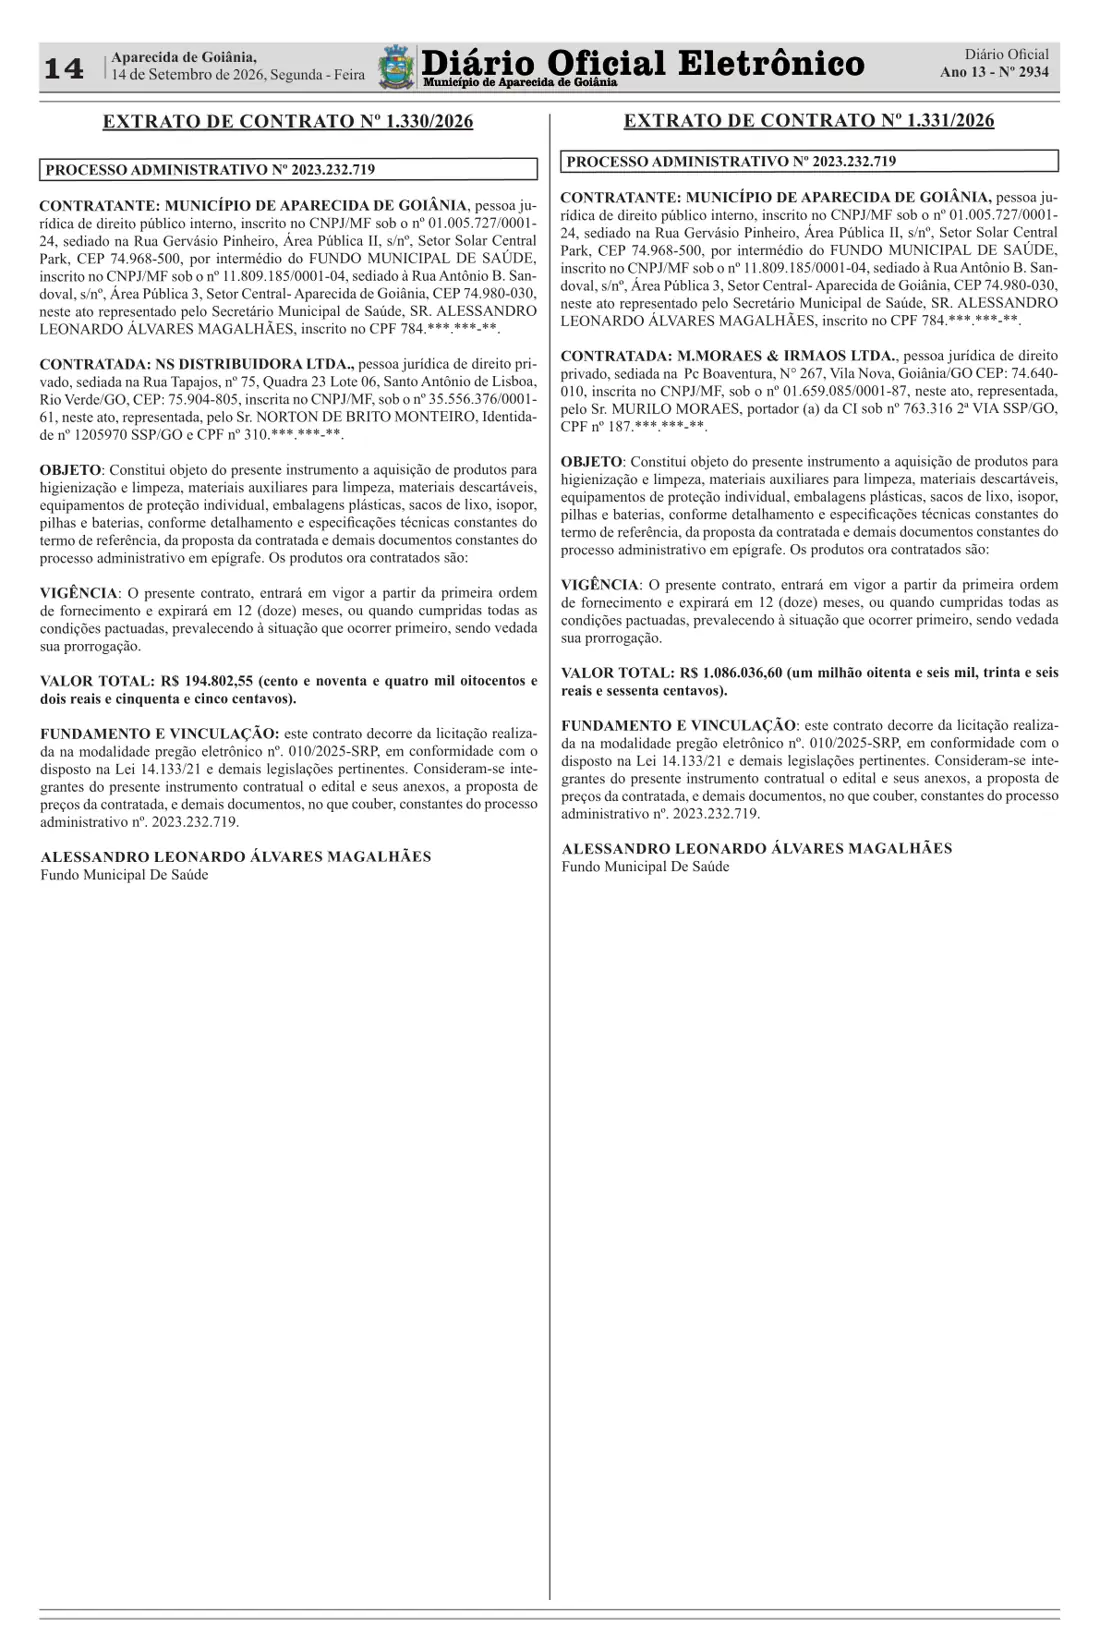 14
Aparecida de Goiânia,
14 de Setembro de 2026, Segunda - Feira
Diário Oficial Eletrônico
Município de Aparecida de Goiânia
Diário Oficial
Ano 13 - Nº 2934
EXTRATO DE CONTRATO Nº 1.330/2026
PROCESSO ADMINISTRATIVO Nº 2023.232.719
CONTRATANTE: MUNICÍPIO DE APARECIDA DE GOIÂNIA, pessoa ju-
rídica de direito público interno, inscrito no CNPJ/MF sob o nº 01.005.727/0001-
24, sediado na Rua Gervásio Pinheiro, Área Pública II, s/nº, Setor Solar Central
Park, CEP 74.968-500, por intermédio do FUNDO MUNICIPAL DE SAÚDE,
inscrito no CNPJ/MF sob o nº 11.809.185/0001-04, sediado à Rua Antônio B. San-
doval, s/nº, Área Pública 3, Setor Central- Aparecida de Goiânia, CEP 74.980-030,
neste ato representado pelo Secretário Municipal de Saúde, SR. ALESSANDRO
LEONARDO ÁLVARES MAGALHÃES, inscrito no CPF 784.***.***-**.
CONTRATADA: NS DISTRIBUIDORA LTDA., pessoa jurídica de direito pri-
vado, sediada na Rua Tapajos, nº 75, Quadra 23 Lote 06, Santo Antônio de Lisboa,
Rio Verde/GO, CEP: 75.904-805, inscrita no CNPJ/MF, sob o nº 35.556.376/0001-
61, neste ato, representada, pelo Sr. NORTON DE BRITO MONTEIRO, Identida-
de nº 1205970 SSP/GO e CPF nº 310.***.***-**.
OBJETO: Constitui objeto do presente instrumento a aquisição de produtos para
higienização e limpeza, materiais auxiliares para limpeza, materiais descartáveis,
equipamentos de proteção individual, embalagens plásticas, sacos de lixo, isopor,
pilhas e baterias, conforme detalhamento e especificações técnicas constantes do
termo de referência, da proposta da contratada e demais documentos constantes do
processo administrativo em epígrafe. Os produtos ora contratados são:
VIGÊNCIA: O presente contrato, entrará em vigor a partir da primeira ordem
de fornecimento e expirará em 12 (doze) meses, ou quando cumpridas todas as
condições pactuadas, prevalecendo à situação que ocorrer primeiro, sendo vedada
sua prorrogação.
VALOR TOTAL: R$ 194.802,55 (cento e noventa e quatro mil oitocentos e
dois reais e cinquenta e cinco centavos).
FUNDAMENTO E VINCULAÇÃO: este contrato decorre da licitação realiza-
da na modalidade pregão eletrônico nº. 010/2025-SRP, em conformidade com o
disposto na Lei 14.133/21 e demais legislações pertinentes. Consideram-se inte-
grantes do presente instrumento contratual o edital e seus anexos, a proposta de
preços da contratada, e demais documentos, no que couber, constantes do processo
administrativo nº. 2023.232.719.
ALESSANDRO LEONARDO ÁLVARES MAGALHÃES
Fundo Municipal De Saúde
EXTRATO DE CONTRATO Nº 1.331/2026
PROCESSO ADMINISTRATIVO Nº 2023.232.719
CONTRATANTE: MUNICÍPIO DE APARECIDA DE GOIÂNIA, pessoa ju-
rídica de direito público interno, inscrito no CNPJ/MF sob o nº 01.005.727/0001-
24, sediado na Rua Gervásio Pinheiro, Área Pública II, s/nº, Setor Solar Central
Park, CEP 74.968-500, por intermédio do FUNDO MUNICIPAL DE SAÚDE,
inscrito no CNPJ/MF sob o nº 11.809.185/0001-04, sediado à Rua Antônio B. San-
doval, s/nº, Área Pública 3, Setor Central- Aparecida de Goiânia, CEP 74.980-030,
neste ato representado pelo Secretário Municipal de Saúde, SR. ALESSANDRO
LEONARDO ÁLVARES MAGALHÃES, inscrito no CPF 784.***.***-**.
CONTRATADA: M.MORAES & IRMAOS LTDA., pessoa jurídica de direito
privado, sediada na Pc Boaventura, N° 267, Vila Nova, Goiânia/GO CEP: 74.640-
010, inscrita no CNPJ/MF, sob o nº 01.659.085/0001-87, neste ato, representada,
pelo Sr. MURILO MORAES, portador (a) da CI sob nº 763.316 2ª VIA SSP/GO,
CPF nº 187.***.***-**.
OBJETO: Constitui objeto do presente instrumento a aquisição de produtos para
higienização e limpeza, materiais auxiliares para limpeza, materiais descartáveis,
equipamentos de proteção individual, embalagens plásticas, sacos de lixo, isopor,
pilhas e baterias, conforme detalhamento e especificações técnicas constantes do
termo de referência, da proposta da contratada e demais documentos constantes do
processo administrativo em epígrafe. Os produtos ora contratados são:
VIGÊNCIA: O presente contrato, entrará em vigor a partir da primeira ordem
de fornecimento e expirará em 12 (doze) meses, ou quando cumpridas todas as
condições pactuadas, prevalecendo à situação que ocorrer primeiro, sendo vedada
sua prorrogação.
VALOR TOTAL: R$ 1.086.036,60 (um milhão oitenta e seis mil, trinta e seis
reais e sessenta centavos).
FUNDAMENTO E VINCULAÇÃO: este contrato decorre da licitação realiza-
da na modalidade pregão eletrônico nº. 010/2025-SRP, em conformidade com o
disposto na Lei 14.133/21 e demais legislações pertinentes. Consideram-se inte-
grantes do presente instrumento contratual o edital e seus anexos, a proposta de
preços da contratada, e demais documentos, no que couber, constantes do processo
administrativo nº. 2023.232.719.
ALESSANDRO LEONARDO ÁLVARES MAGALHÃES
Fundo Municipal De Saúde